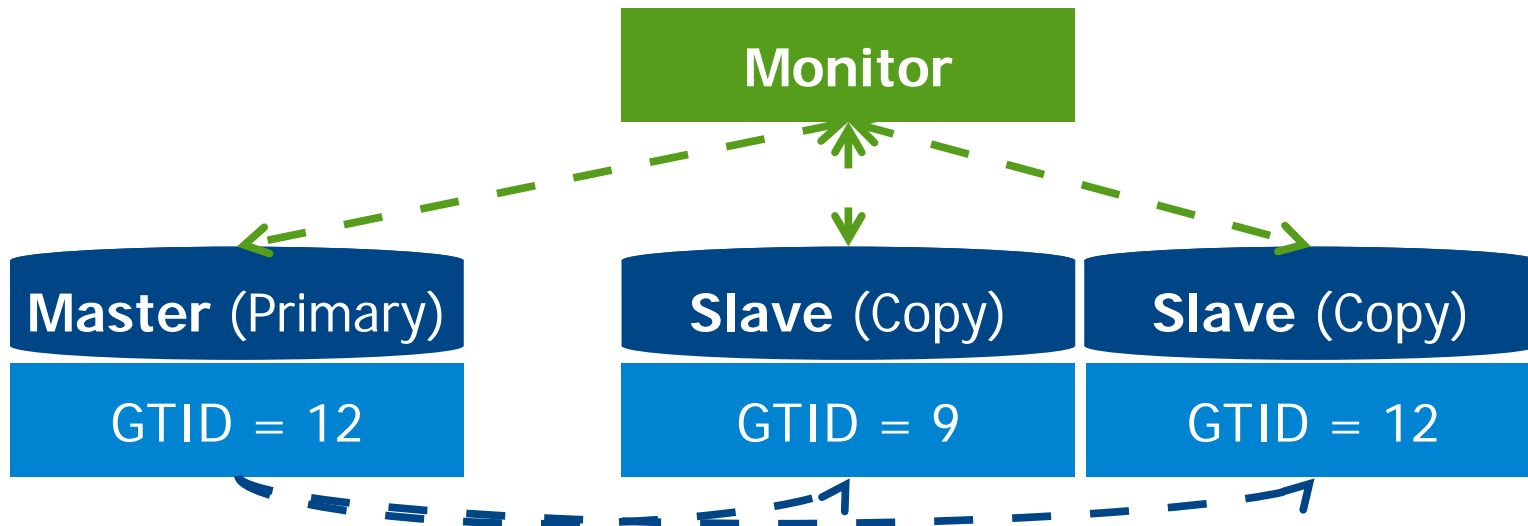 Monitor
Master (Primary)
Slave (Copy)
Slave (Copy)
GTID = 12
GTID = 9
GTID = 12